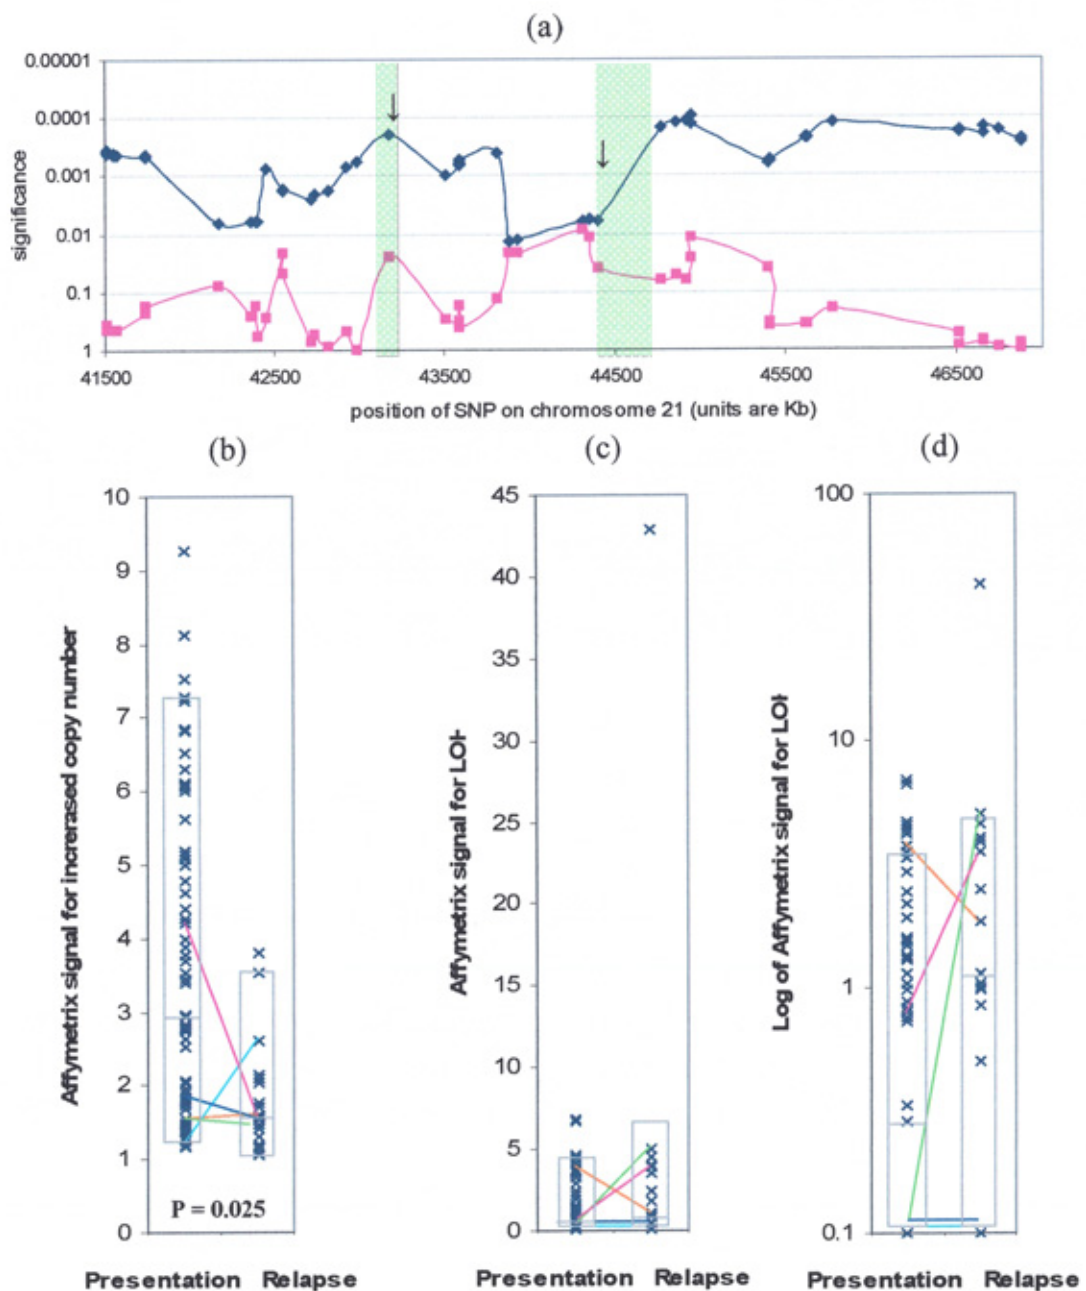 (a)
0.00001
0.0001
0.001
0.01
0.1
1
significance
41500 42500 43500 44500 45500 46500
position of SNP on chromosome 21 (units are Kb)
(b)
10
9
8
7
6
5
4
3
2
1
0
Affymetrix signal for increrased copy number
P = 0.025
Presentation Relapse
(c)
45
40
35
30
25
20
15
10
5
0
Affymetrix signal for LOH
Presentation Relapse
(d)
100
10
1
0.1
Log of Affymetrix signal for LOH
Presentation Relapse